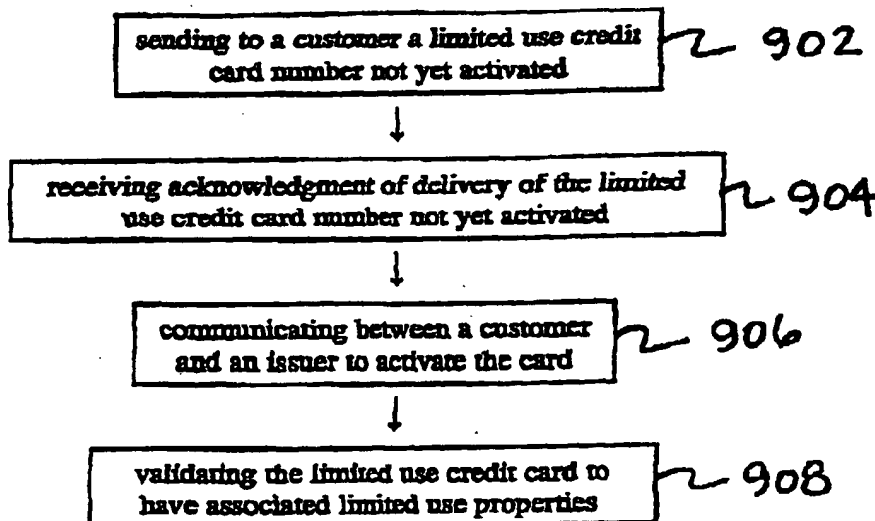 sending to a customer a limited use credit
card number not yet activated
902
receiving acknowledgment of delivery of the limited
use credit card number not yet activated
904
communicating between a customer
and an issuer to activate the card
906
validating the limited use credit card to
have associated limited use properties
908